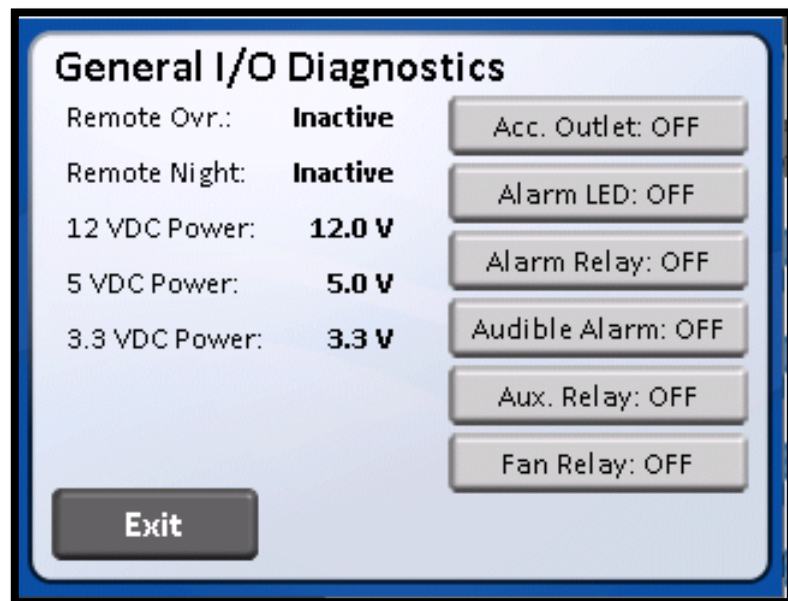 General I/O Diagnostics
Remote Ovr.: Inactive
Remote Night: Inactive
12 VDC Power: 12.0 V
5 VDC Power: 5.0 V
3.3 VDC Power: 3.3 V
Acc. Outlet: OFF
Alarm LED: OFF
Alarm Relay: OFF
Audible Alarm: OFF
Aux. Relay: OFF
Fan Relay: OFF
Exit